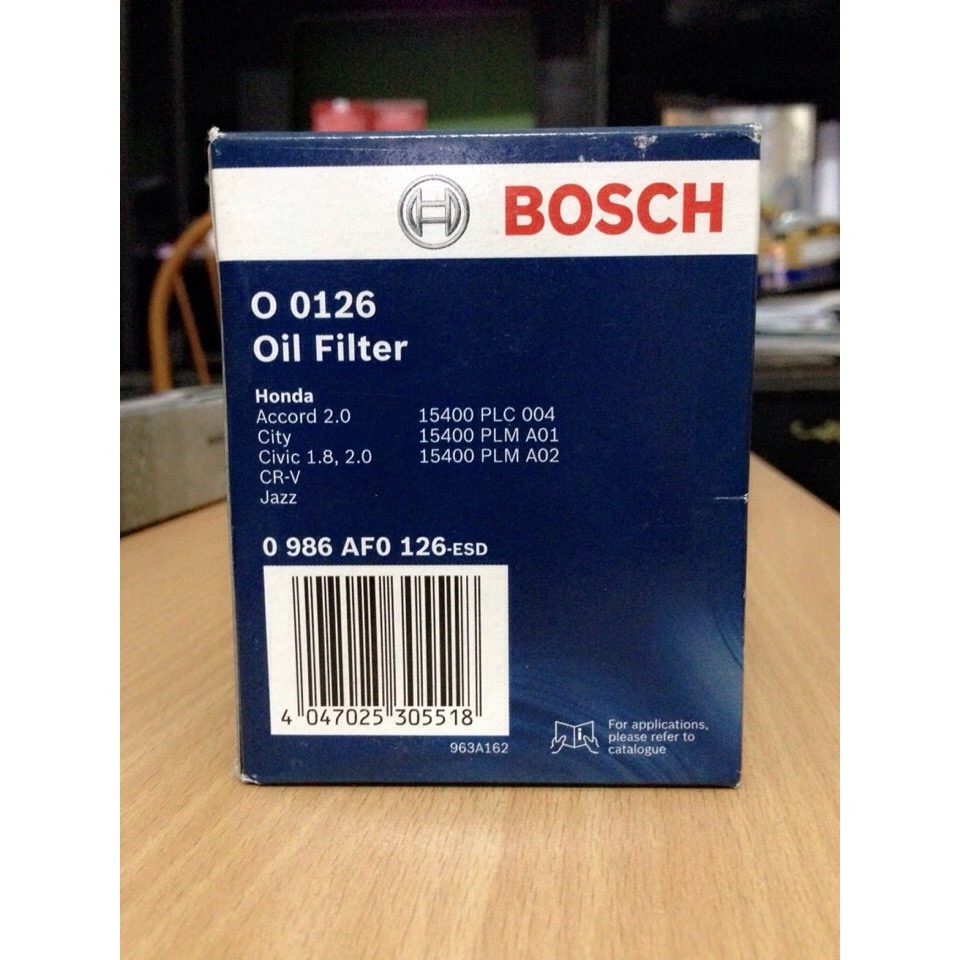 BOSCH
O 0126
Oil Filter
Honda
Accord 2.0 15400 PLC 004
City 15400 PLM A01
Civic 1.8, 2.0 15400 PLM A02
CR-V
Jazz
0 986 AF0 126-ESD
4 047025 305518
963A162
For applications,
please refer to
catalogue